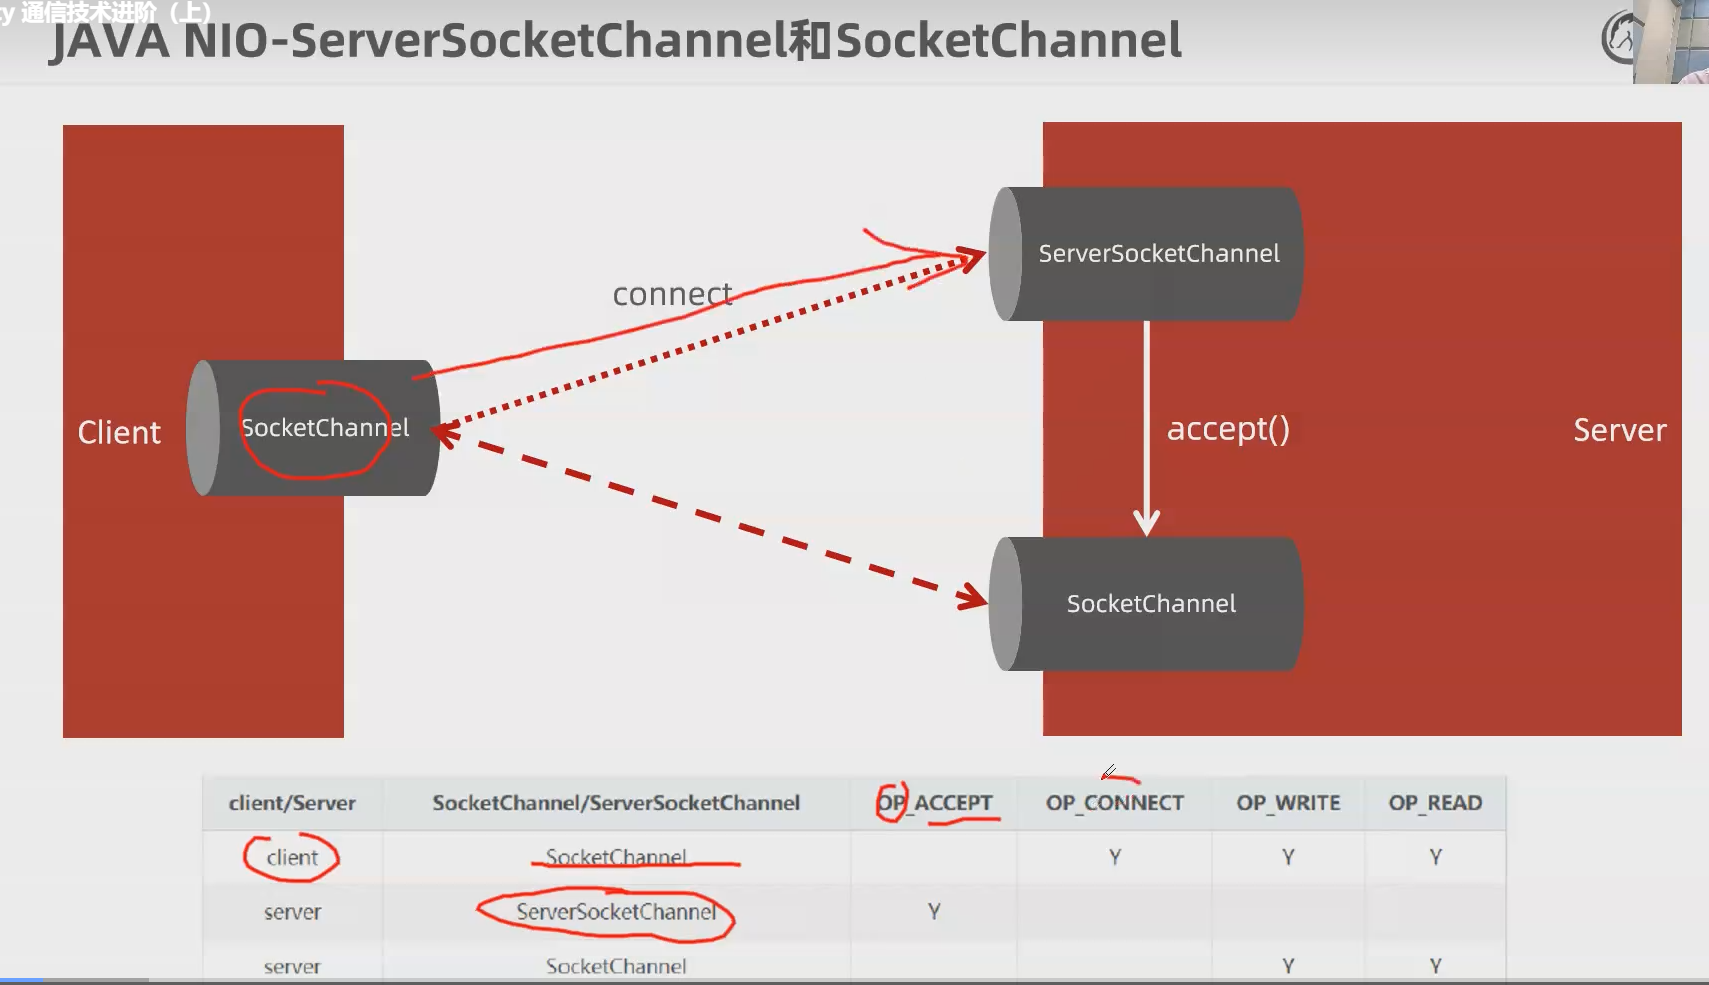 ty 通信技术进阶（上）
JAVA NIO-ServerSocketChannel和SocketChannel
ServerSocketChannel
connect
Client
SocketChannel
accept()
Server
SocketChannel
client/Server SocketChannel/ServerSocketChannel OP_ACCEPT OP_CONNECT OP_WRITE OP_READ
client SocketChannel Y Y Y
server ServerSocketChannel Y
server SocketChannel Y Y